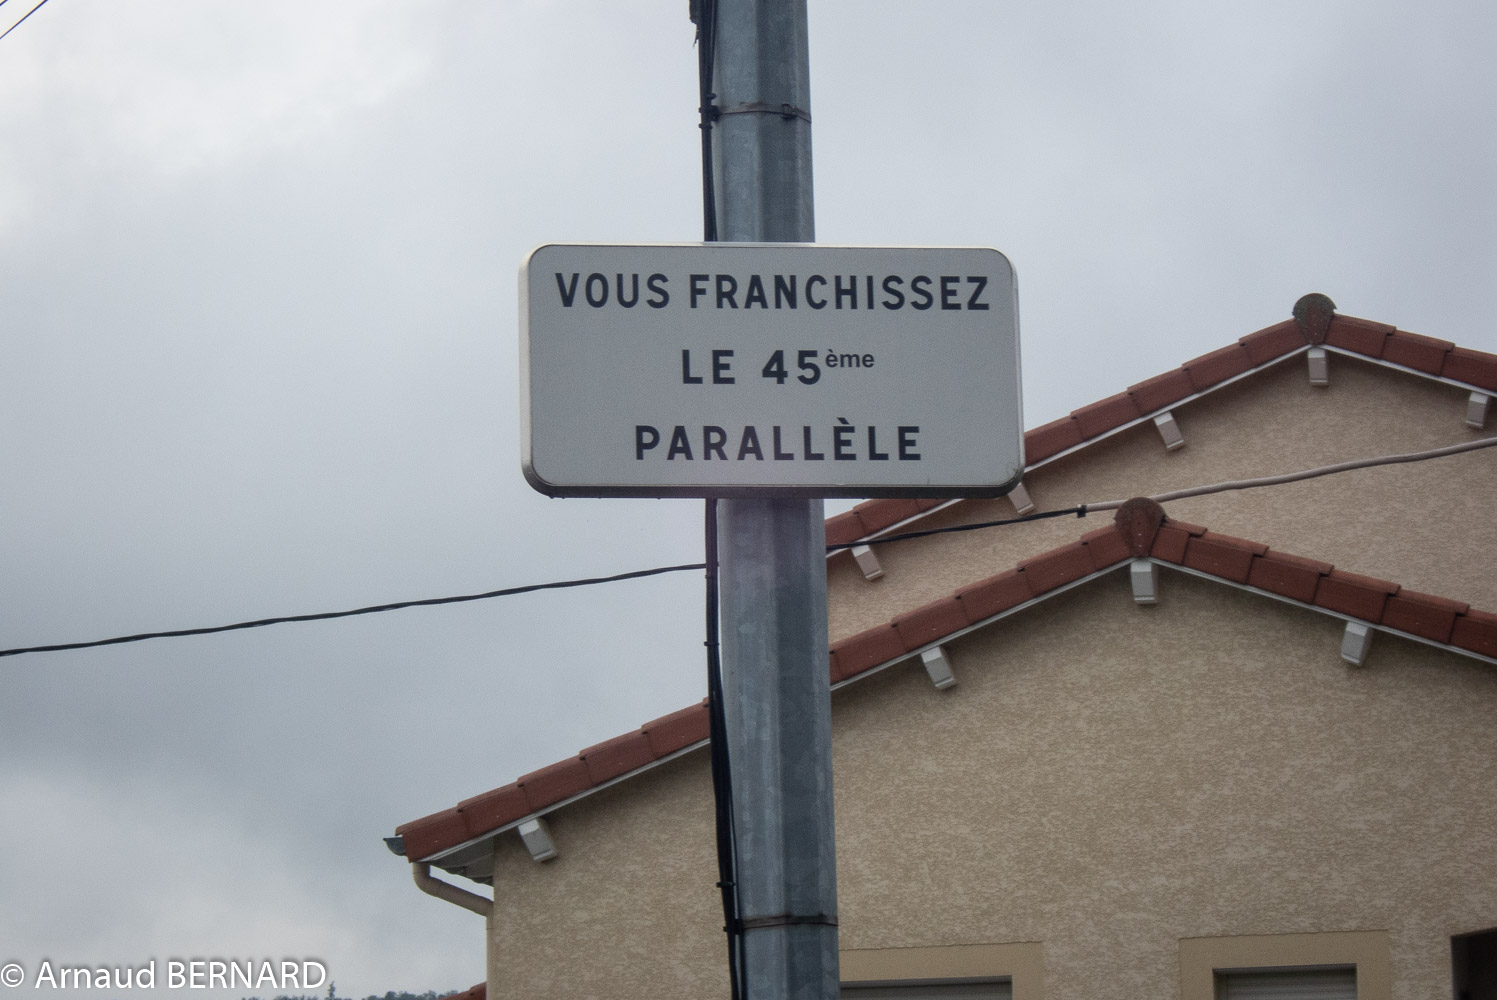 VOUS FRANCHISSEZ
LE 45ème
PARALLÈLE
© Arnaud BERNARD